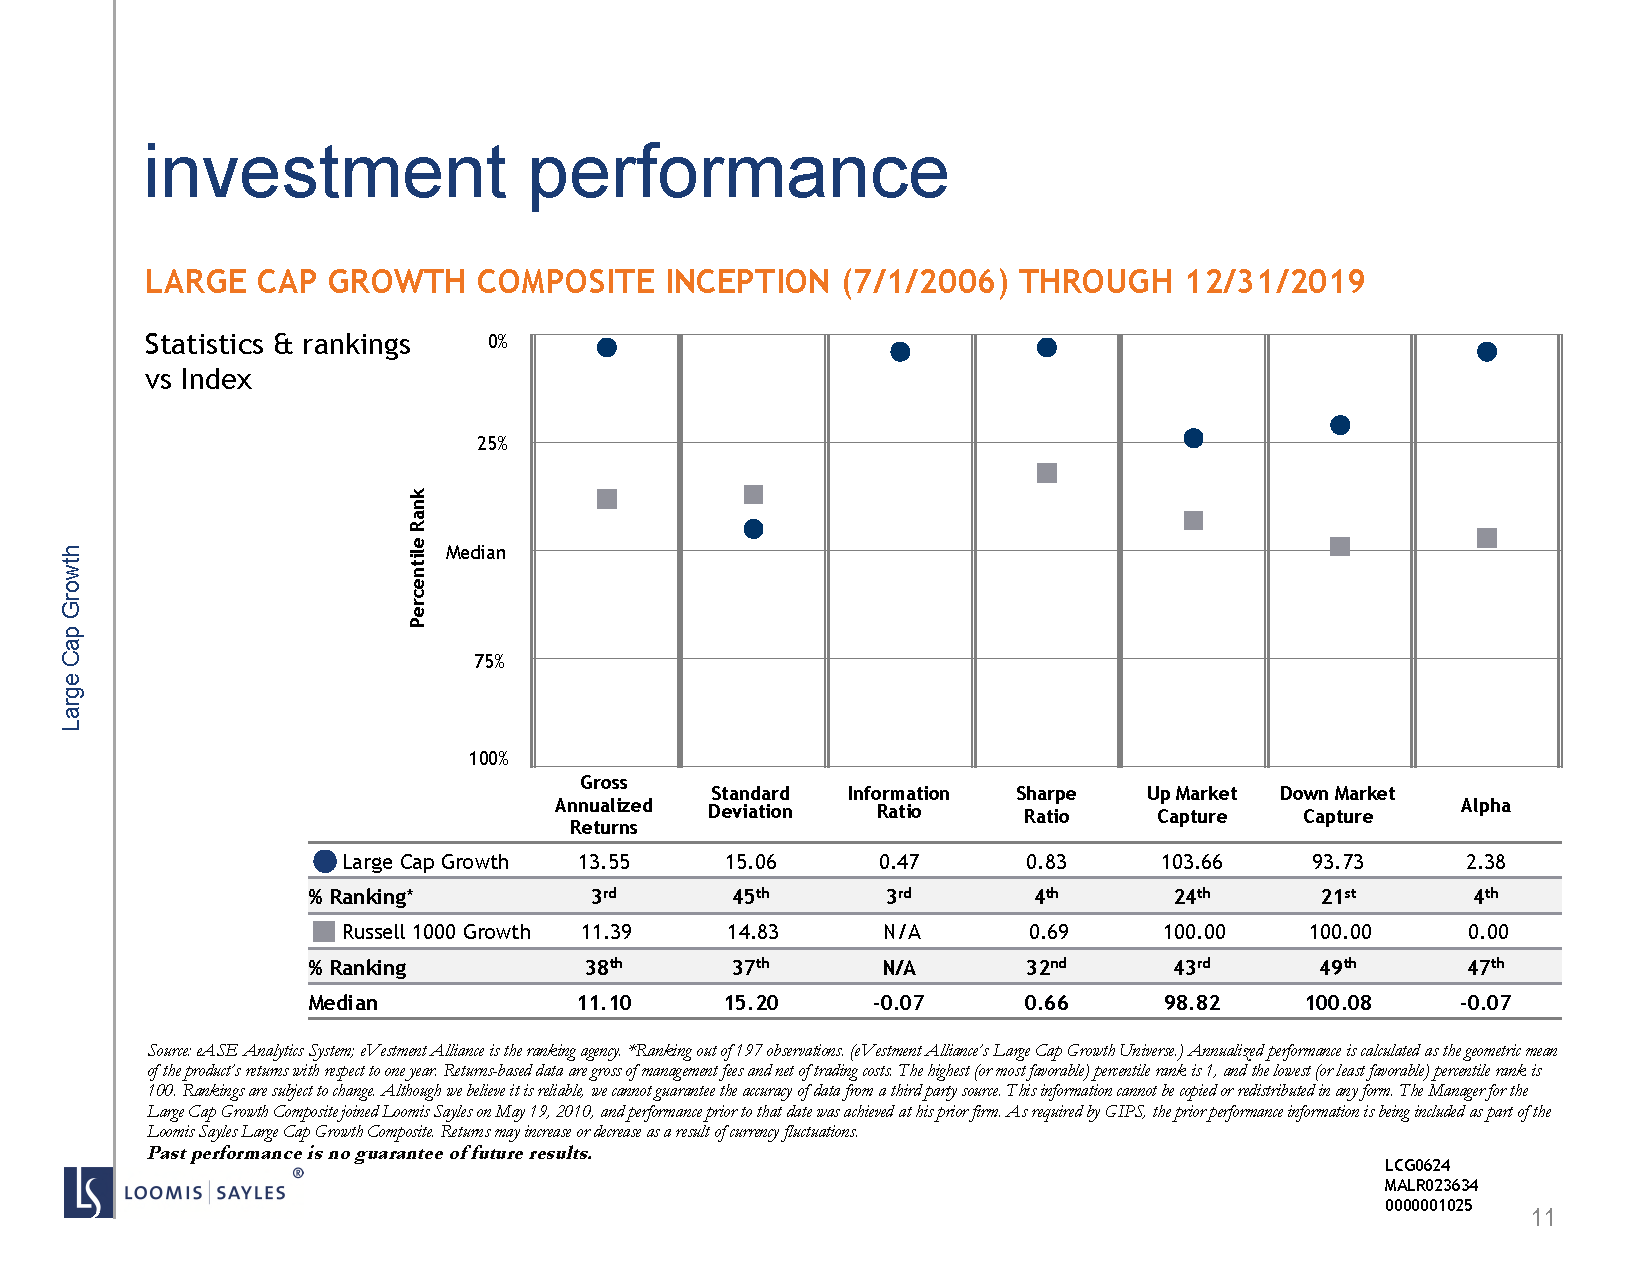 investment performance
LARGE CAP GROWTH COMPOSITE INCEPTION (7/1/2006) THROUGH 12/31/2019
Statistics & rankings
vs Index
0%
25%
Median
75%
100%
Percentile Rank
Large Cap Growth
Gross Annualized Returns Standard Deviation Information Ratio Sharpe Ratio Up Market Capture Down Market Capture Alpha
Large Cap Growth 13.55 15.06 0.47 0.83 103.66 93.73 2.38
% Ranking* 3rd 45th 3rd 4th 24th 21st 4th
Russell 1000 Growth 11.39 14.83 N/A 0.69 100.00 100.00 0.00
% Ranking 38th 37th N/A 32nd 43rd 49th 47th
Median 11.10 15.20 -0.07 0.66 98.82 100.08 -0.07
Source: eASE Analytics System; eVestment Alliance is the ranking agency. *Ranking out of 197 observations. (eVestment Alliance's Large Cap Growth Universe.) Annualized performance is calculated as the geometric mean
of the product's returns with respect to one year. Returns-based data are gross of management fees and net of trading costs. The highest (or most favorable) percentile rank is 1, and the lowest (or least favorable) percentile rank is
100. Rankings are subject to change. Although we believe it is reliable, we cannot guarantee the accuracy of data from a third party source. This information cannot be copied or redistributed in any form. The Manager for the
Large Cap Growth Composite joined Loomis Sayles on May 19, 2010, and performance prior to that date was achieved at his prior firm. As required by GIPS, the prior performance information is being included as part of the
Loomis Sayles Large Cap Growth Composite. Returns may increase or decrease as a result of currency fluctuations.
Past performance is no guarantee of future results.
LS LOOMIS | SAYLES ®
LCG0624
MALR023634
0000001025
11